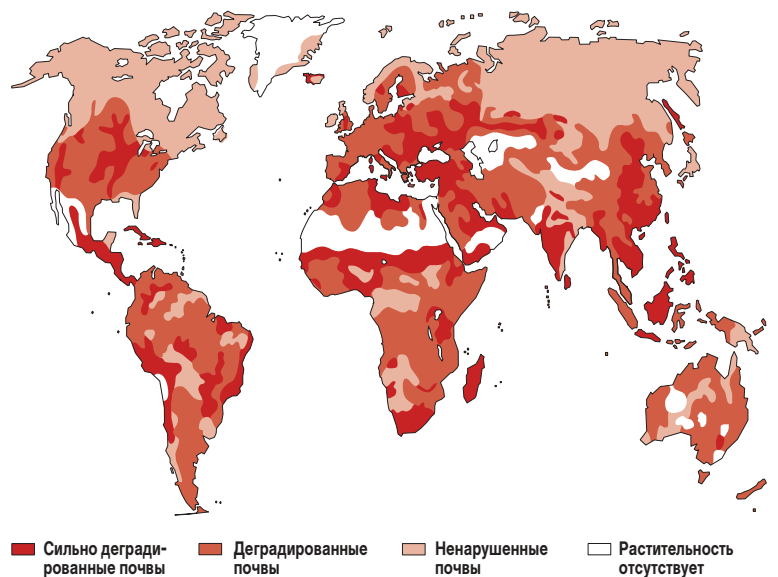 Сильно дегради-
рованные почвы
Деградированные
почвы
Ненарушенные
почвы
Растительность
отсутствует